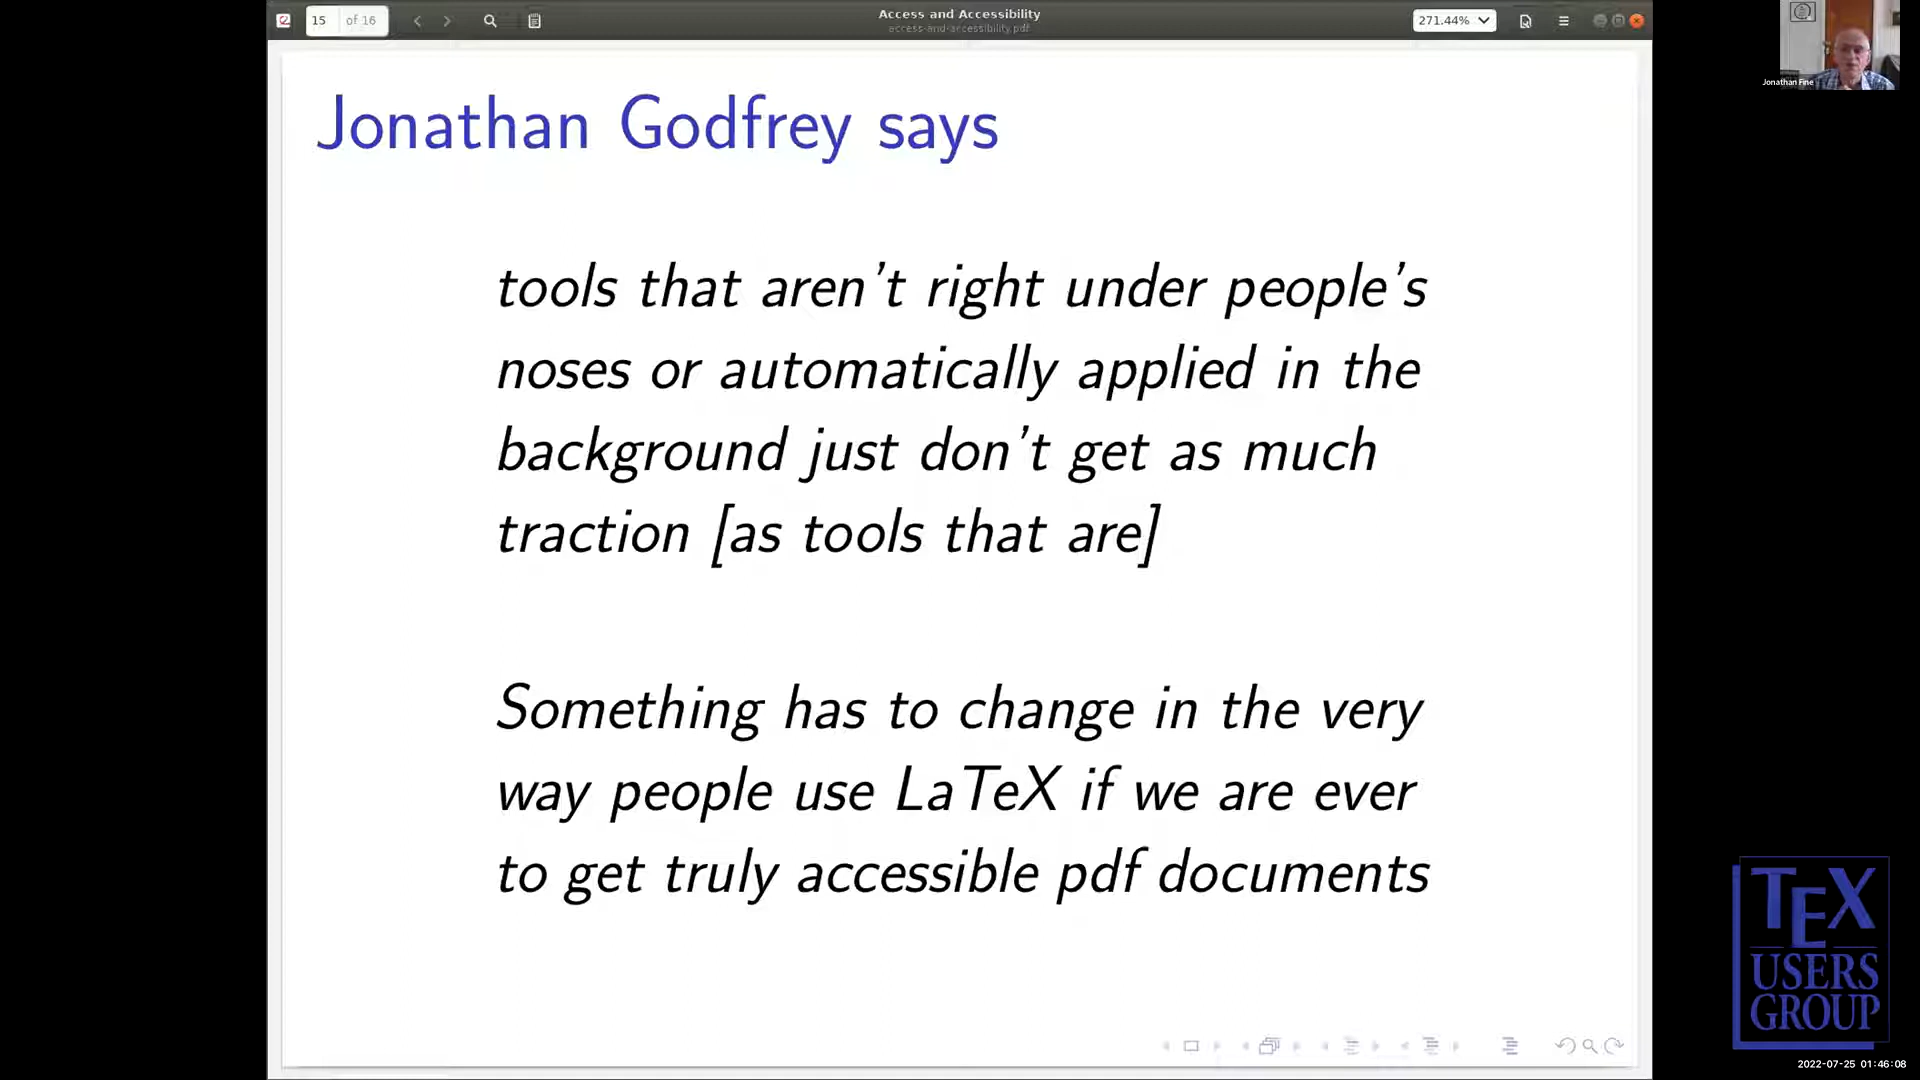 15 of 16
Access and Accessibility
access-and-accessibility.pdf
271.44%
Jonathan Fine
Jonathan Godfrey says
tools that aren't right under people's
noses or automatically applied in the
background just don't get as much
traction [as tools that are]
Something has to change in the very
way people use LaTeX if we are ever
to get truly accessible pdf documents
TEX
USERS
GROUP
2022-07-25 01:46:08